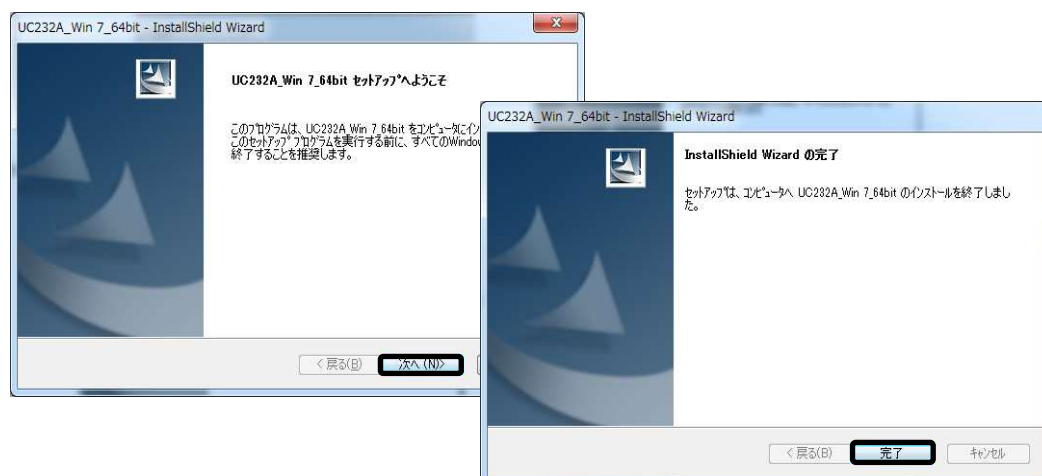 UC232A_Win 7_64bit - InstallShield Wizard
UC232A_Win 7_64bit セットアップへようこそ
このプログラムは、UC232A_Win 7_64bit をコンピュータにイン
このセットアップ プログラムを実行する前に、すべてのWindow
終了することを推奨します。
< 戻る(B)
次へ (N)>
UC232A_Win 7_64bit - InstallShield Wizard
InstallShield Wizard の完了
セットアップは、コンピュータへ UC232A_Win 7_64bit のインストールを終了しまし
た。
< 戻る(B)
完了
キャンセル